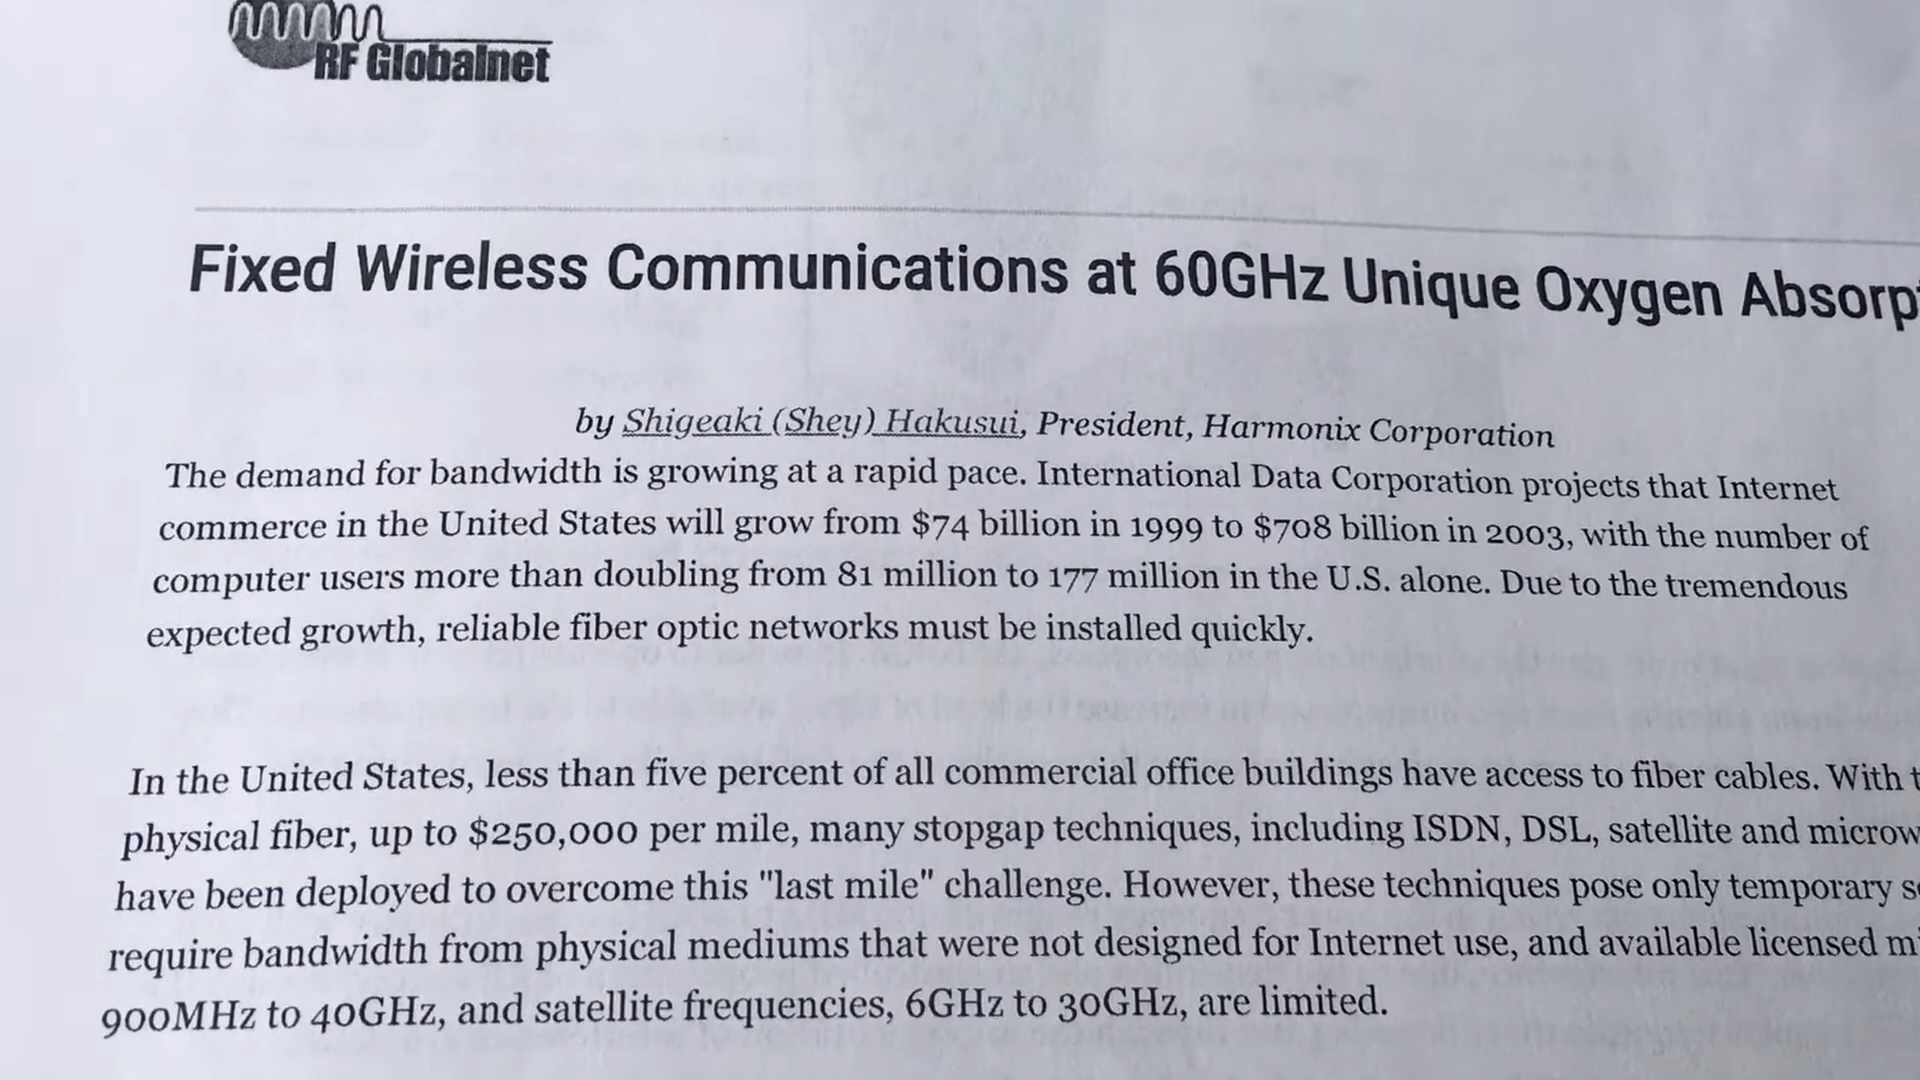 RF Globalnet
Fixed Wireless Communications at 60GHz Unique Oxygen Absorp
by Shigeaki (Shey) Hakusui, President, Harmonix Corporation
The demand for bandwidth is growing at a rapid pace. International Data Corporation projects that Internet
commerce in the United States will grow from $74 billion in 1999 to $708 billion in 2003, with the number of
computer users more than doubling from 81 million to 177 million in the U.S. alone. Due to the tremendous
expected growth, reliable fiber optic networks must be installed quickly.
In the United States, less than five percent of all commercial office buildings have access to fiber cables. With t
physical fiber, up to $250,000 per mile, many stopgap techniques, including ISDN, DSL, satellite and microw
have been deployed to overcome this "last mile" challenge. However, these techniques pose only temporary s
require bandwidth from physical mediums that were not designed for Internet use, and available licensed m
900MHz to 40GHz, and satellite frequencies, 6GHz to 30GHz, are limited.